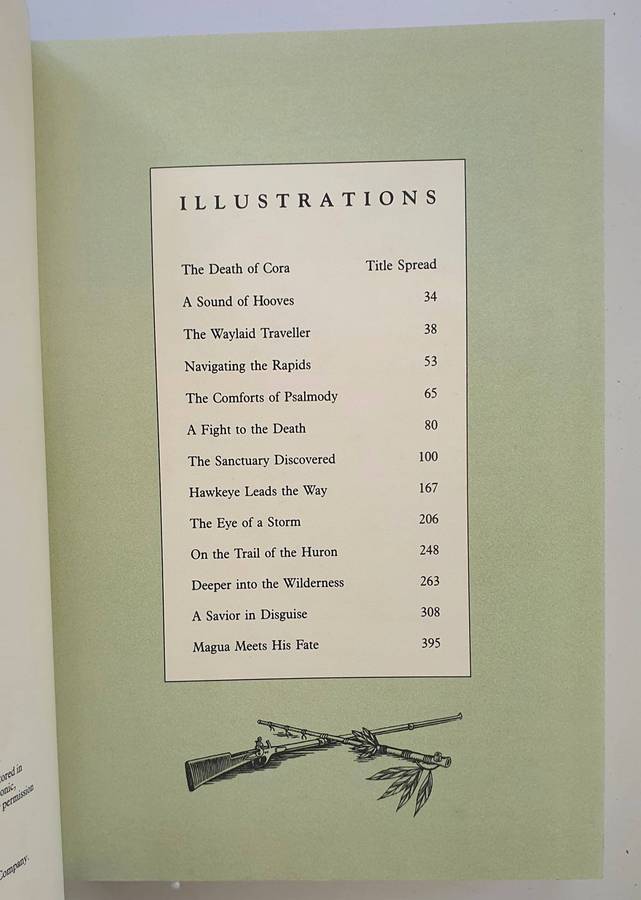 ILLUSTRATIONS
The Death of Cora Title Spread
A Sound of Hooves 34
The Waylaid Traveller 38
Navigating the Rapids 53
The Comforts of Psalmody 65
A Fight to the Death 80
The Sanctuary Discovered 100
Hawkeye Leads the Way 167
The Eye of a Storm 206
On the Trail of the Huron 248
Deeper into the Wilderness 263
A Savior in Disguise 308
Magua Meets His Fate 395
permission
Company.